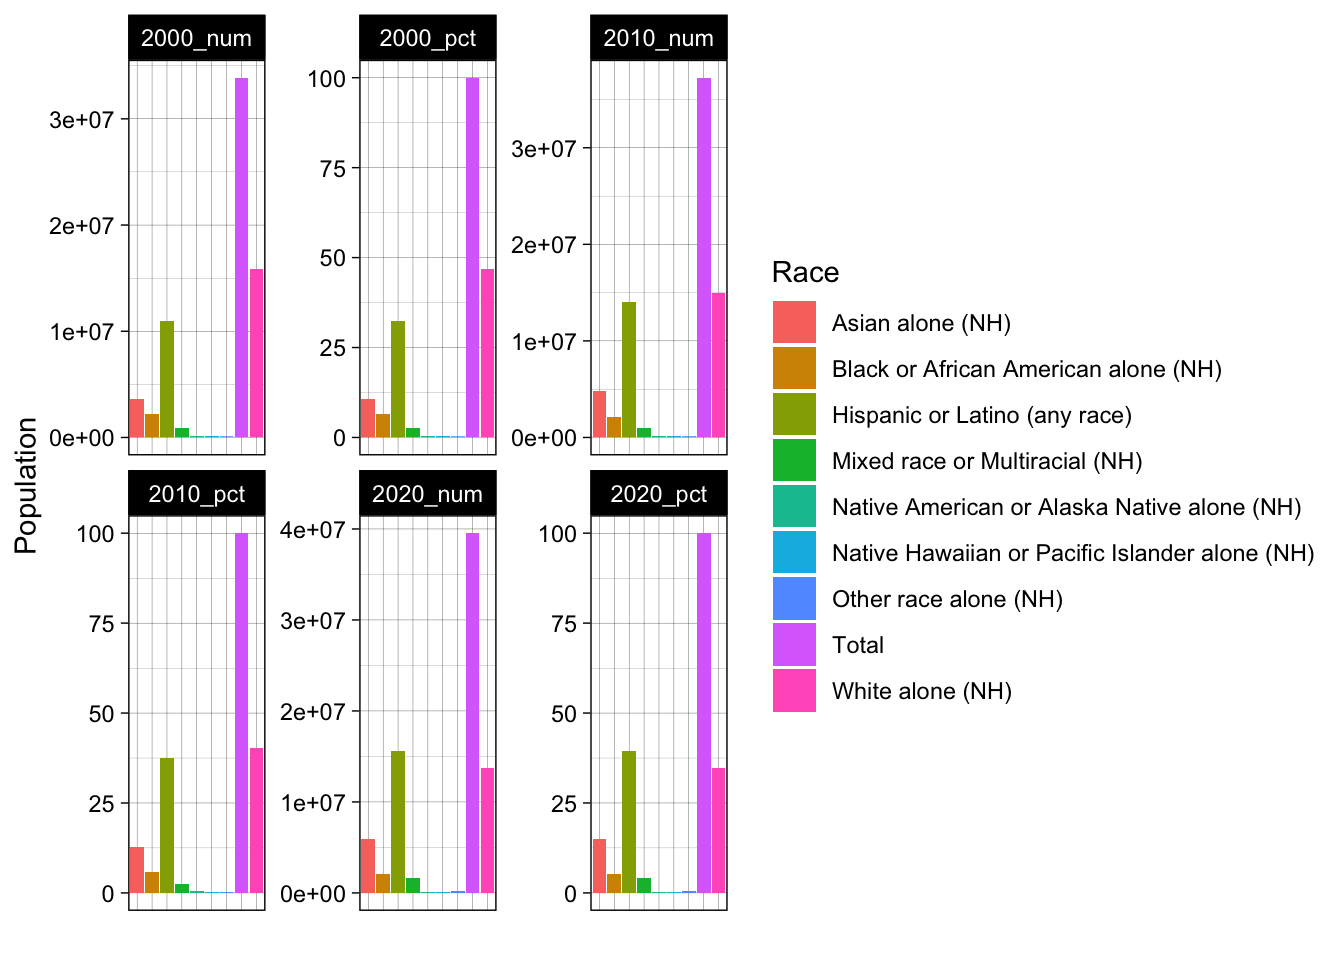 2000_num
2000_pct
2010_num
3e+07
2e+07
1e+07
0e+00
100
75
50
25
0
3e+07
2e+07
1e+07
0e+00
2010_pct
2020_num
2020_pct
100
75
50
25
0
4e+07
3e+07
2e+07
1e+07
0e+00
100
75
50
25
0
Population
Race
Asian alone (NH)
Black or African American alone (NH)
Hispanic or Latino (any race)
Mixed race or Multiracial (NH)
Native American or Alaska Native alone (NH)
Native Hawaiian or Pacific Islander alone (NH)
Other race alone (NH)
Total
White alone (NH)